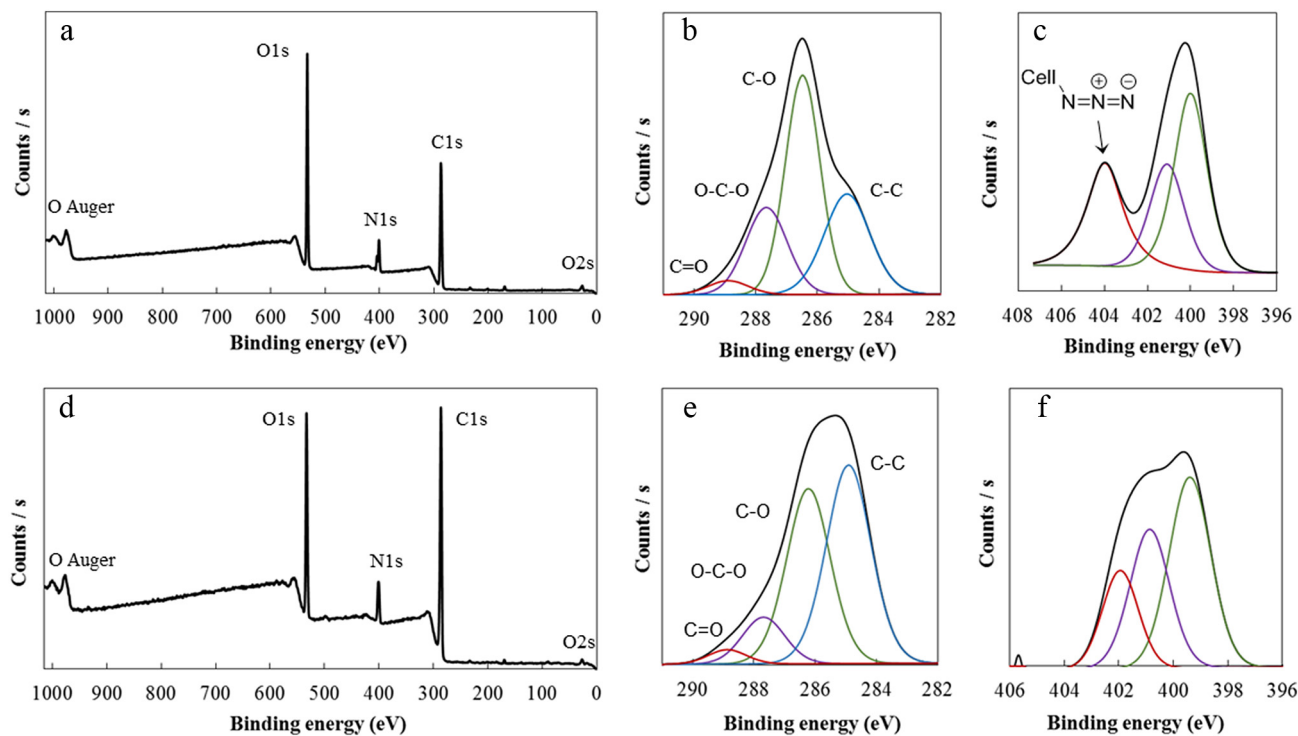 a
O1s
C1s
N1s
O Auger
O2s
Counts / s
1000 900 800 700 600 500 400 300 200 100 0
Binding energy (eV)
b
C-O
O-C-O
C-C
C=O
Counts / s
290 288 286 284 282
Binding energy (eV)
c
Cell
⊕ ⊖
N=N=N
Counts / s
408 406 404 402 400 398 396
Binding energy (eV)
d
O1s
C1s
O Auger
N1s
O2s
Counts / s
1000 900 800 700 600 500 400 300 200 100 0
Binding energy (eV)
e
C-C
C-O
O-C-O
C=O
Counts / s
290 288 286 284 282
Binding energy (eV)
f
Counts / s
406 404 402 400 398 396
Binding energy (eV)